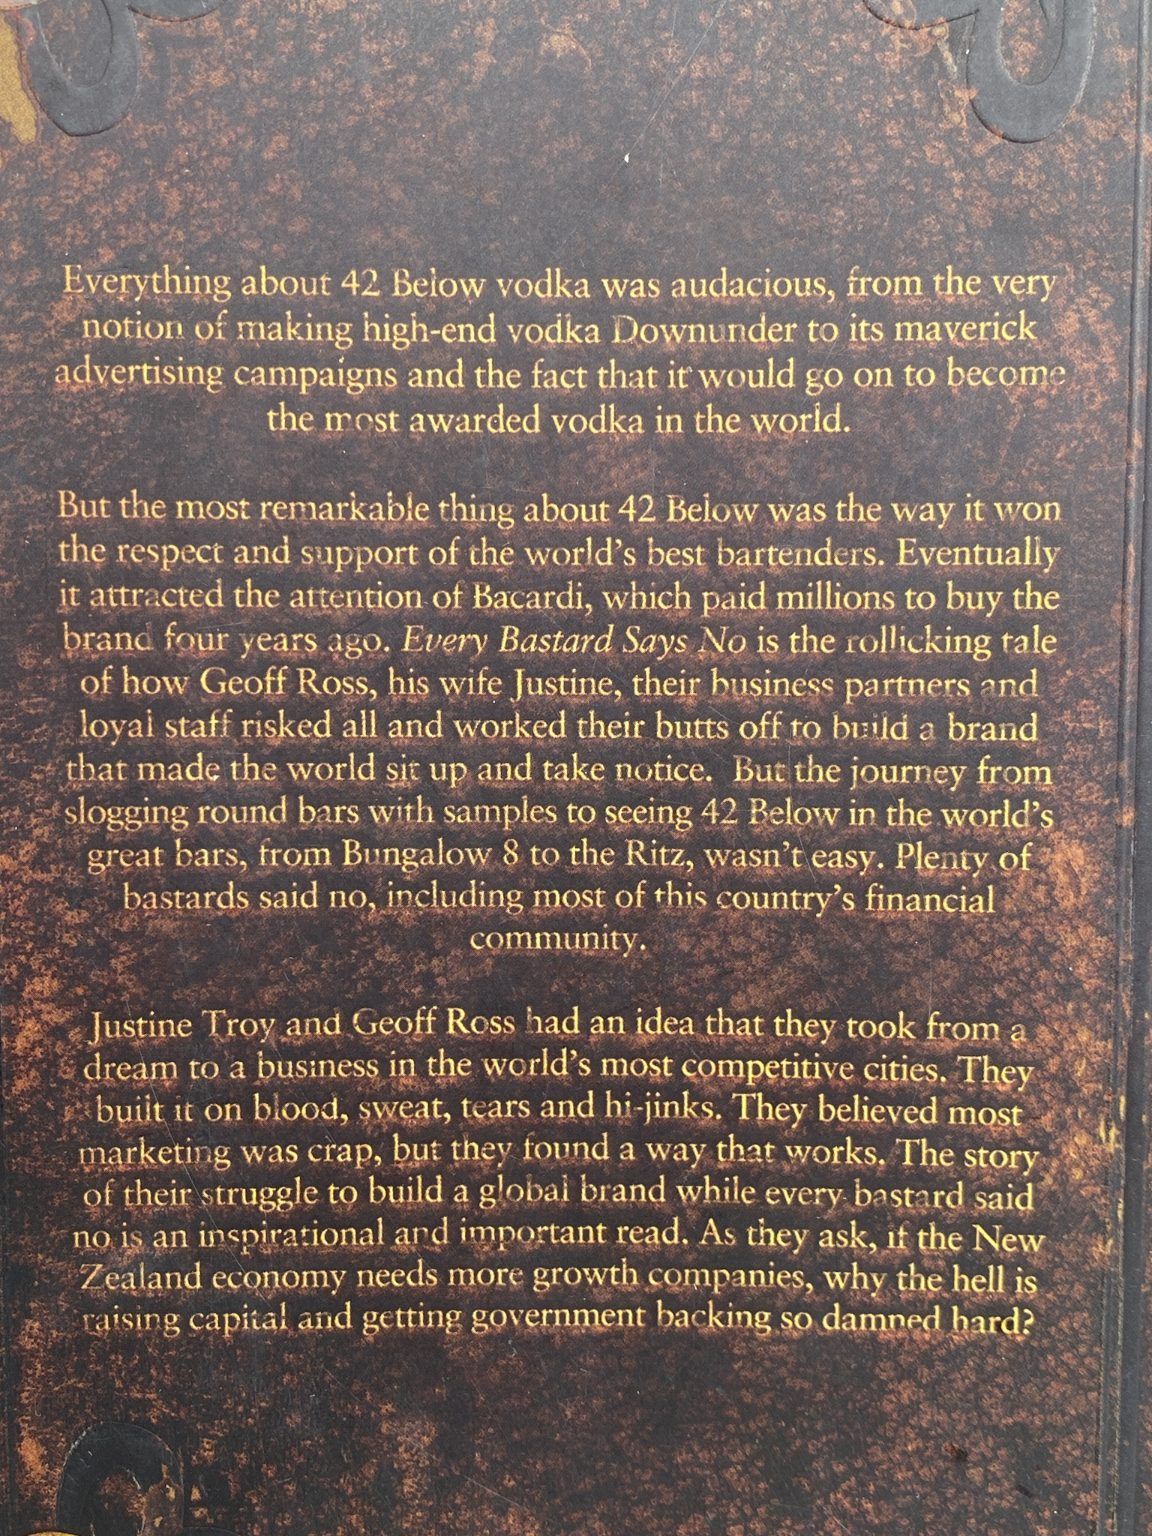 Everything about 42 Below vodka was audacious, from the very
notion of making high-end vodka Downunder to its maverick
advertising campaigns and the fact that it would go on to become
the most awarded vodka in the world.
But the most remarkable thing about 42 Below was the way it won
the respect and support of the world's best bartenders. Eventually
it attracted the attention of Bacardi, which paid millions to buy the
brand four years ago. Every Bastard Says No is the rollicking tale
of how Geoff Ross, his wife Justine, their business partners and
loyal staff risked all and worked their butts off to build a brand
that made the world sit up and take notice.  But the journey from
slogging round bars with samples to seeing 42 Below in the world's
great bars, from Bungalow 8 to the Ritz, wasn't easy. Plenty of
bastards said no, including most of this country's financial
community.
Justine Troy and Geoff Ross had an idea that they took from a
dream to a business in the world's most competitive cities. They
built it on blood, sweat, tears and hi-jinks. They believed most
marketing was crap, but they found a way that works. The story
of their struggle to build a global brand while every bastard said
no is an inspirational and important read. As they ask, if the New
Zealand economy needs more growth companies, why the hell is
raising capital and getting government backing so damned hard?